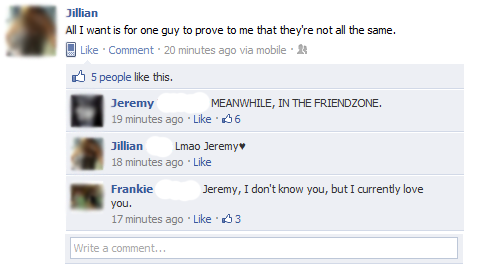 Jillian
All I want is for one guy to prove to me that they're not all the same.
Like · Comment · 20 minutes ago via mobile ·
5 people like this.
Jeremy MEANWHILE, IN THE FRIENDZONE.
19 minutes ago · Like · 6
Jillian Lmao Jeremy♥
18 minutes ago · Like
Frankie Jeremy, I don't know you, but I currently love
you.
17 minutes ago · Like · 3
Write a comment...